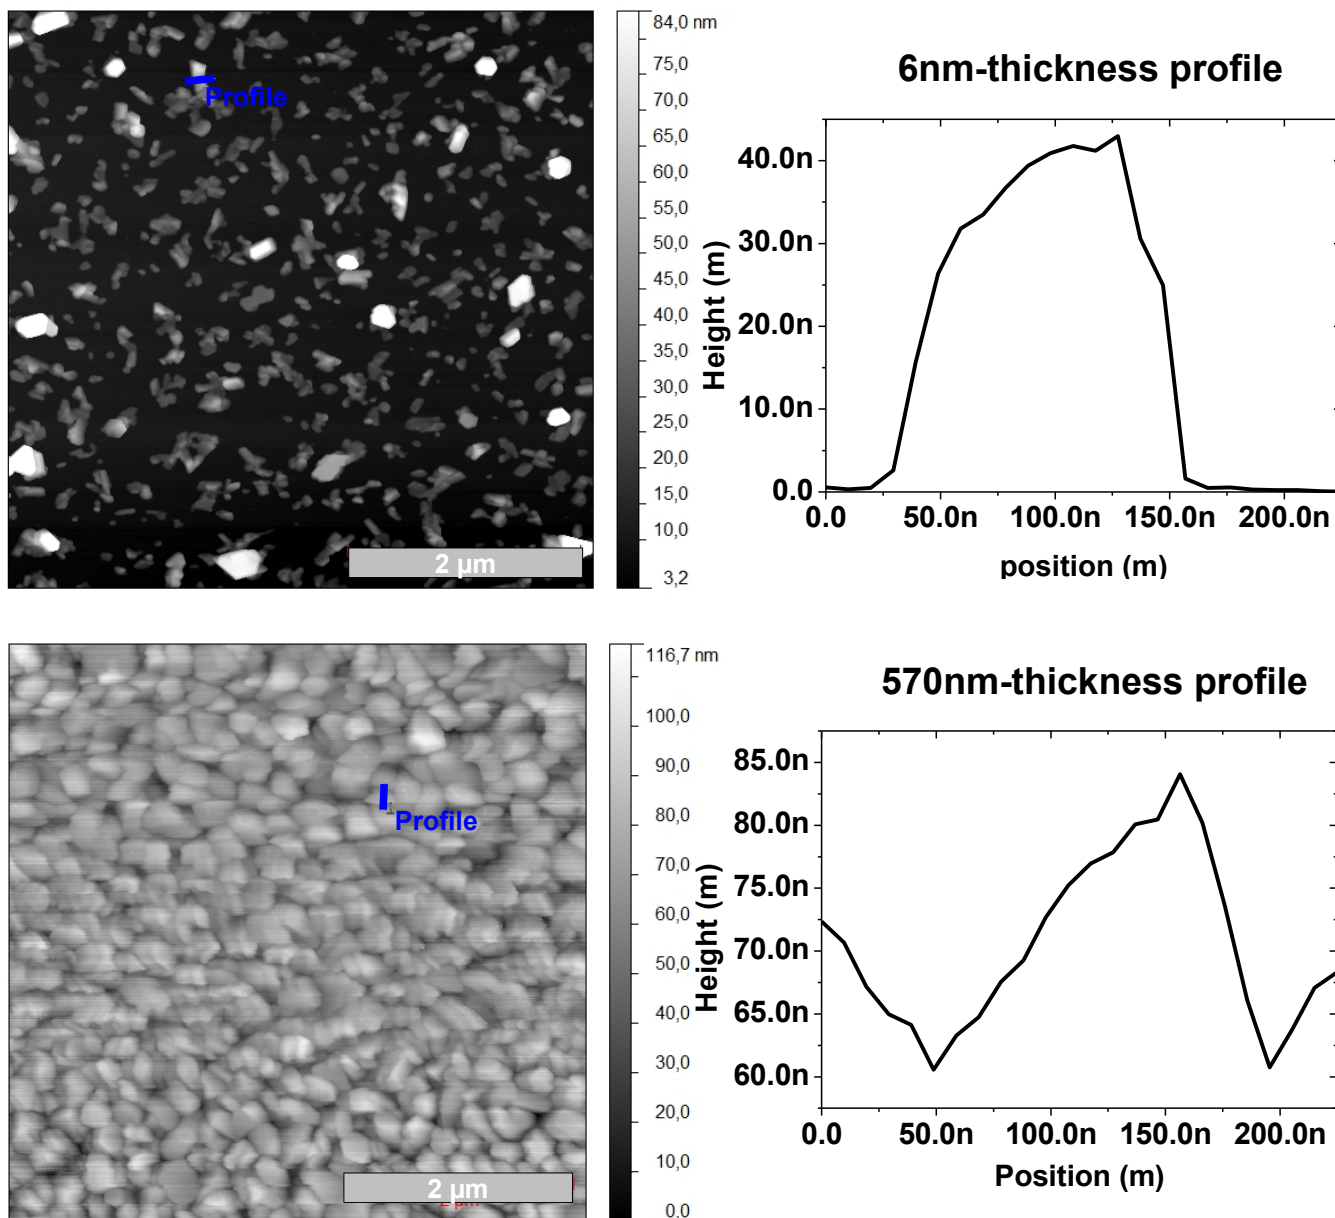 84,0 nm
75,0
70,0
65,0
60,0
55,0
50,0
45,0
40,0
35,0
30,0
25,0
20,0
15,0
10,0
3,2
Profile
2 µm
6nm-thickness profile
Height (m)
40.0n
30.0n
20.0n
10.0n
0.0
0.0 50.0n 100.0n 150.0n 200.0n
position (m)
116,7 nm
100,0
90,0
80,0
70,0
60,0
50,0
40,0
30,0
20,0
10,0
0.0
1
Profile
2 µm
2 µm
570nm-thickness profile
Height (m)
85.0n
80.0n
75.0n
70.0n
65.0n
60.0n
0.0 50.0n 100.0n 150.0n 200.0n
Position (m)